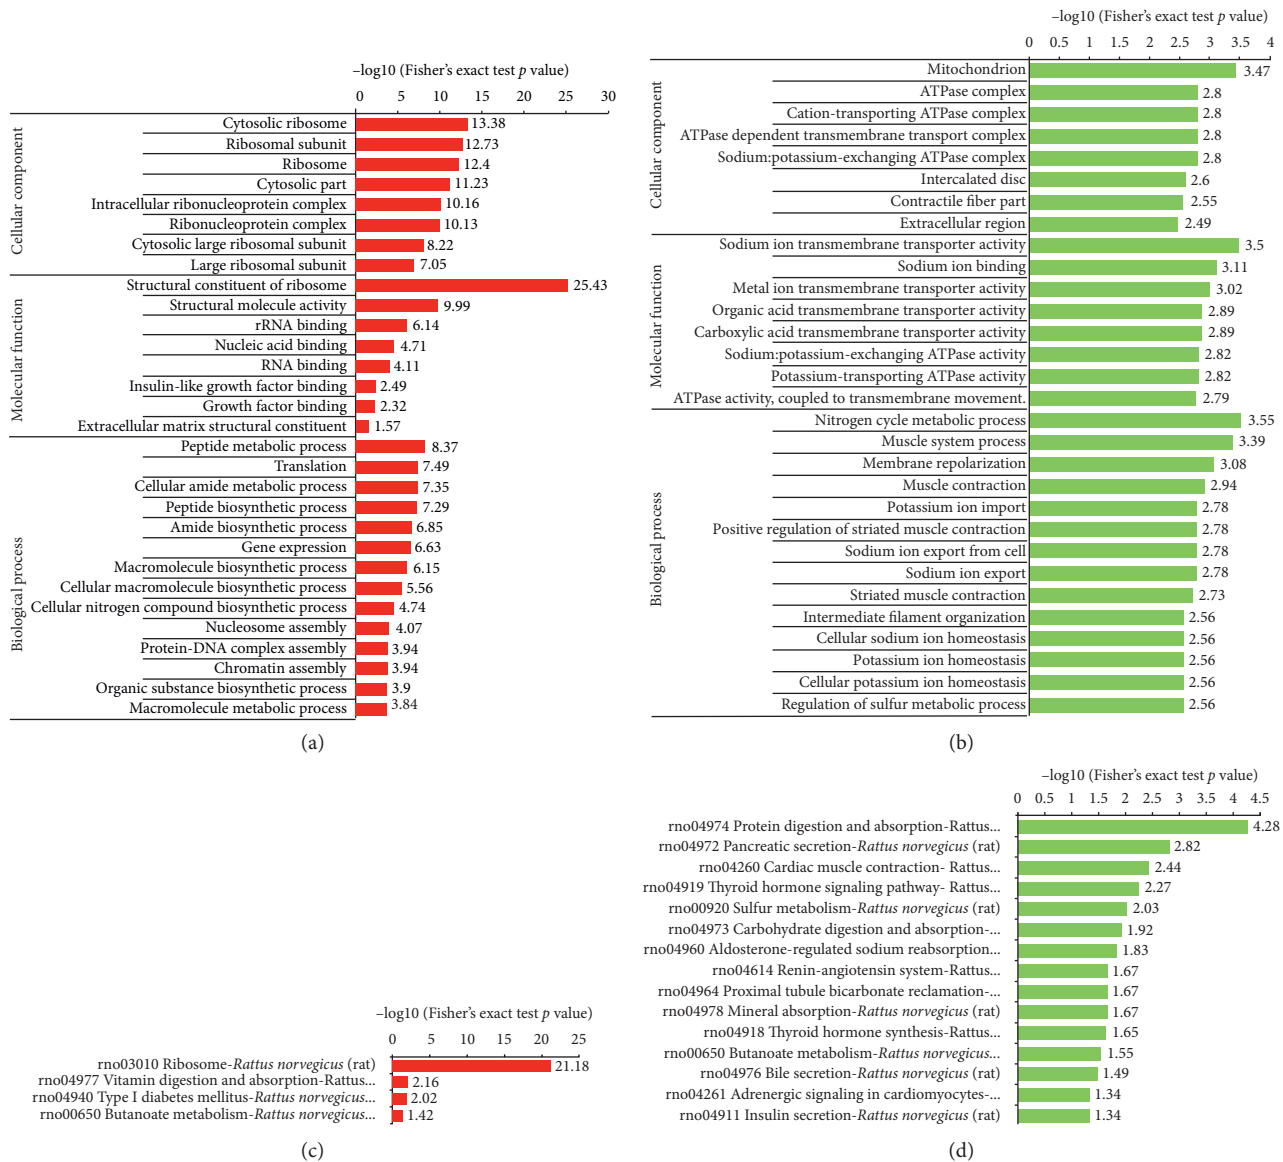 –log10 (Fisher's exact test p value)
0 5 10 15 20 25 30
Cellular component
Cytosolic ribosome 13.38
Ribosomal subunit 12.73
Ribosome 12.4
Cytosolic part 11.23
Intracellular ribonucleoprotein complex 10.16
Ribonucleoprotein complex 10.13
Cytosolic large ribosomal subunit 8.22
Large ribosomal subunit 7.05
Molecular function
Structural constituent of ribosome 25.43
Structural molecule activity 9.99
rRNA binding 6.14
Nucleic acid binding 4.71
RNA binding 4.11
Insulin-like growth factor binding 2.49
Growth factor binding 2.32
Extracellular matrix structural constituent 1.57
Biological process
Peptide metabolic process 8.37
Translation 7.49
Cellular amide metabolic process 7.35
Peptide biosynthetic process 7.29
Amide biosynthetic process 6.85
Gene expression 6.63
Macromolecule biosynthetic process 6.15
Cellular macromolecule biosynthetic process 5.56
Cellular nitrogen compound biosynthetic process 4.74
Nucleosome assembly 4.07
Protein-DNA complex assembly 3.94
Chromatin assembly 3.94
Organic substance biosynthetic process 3.9
Macromolecule metabolic process 3.84
(a)
–log10 (Fisher's exact test p value)
0 0.5 1 1.5 2 2.5 3 3.5 4
Cellular component
Mitochondrion 3.47
ATPase complex 2.8
Cation-transporting ATPase complex 2.8
ATPase dependent transmembrane transport complex 2.8
Sodium:potassium-exchanging ATPase complex 2.8
Intercalated disc 2.6
Contractile fiber part 2.55
Extracellular region 2.49
Molecular function
Sodium ion transmembrane transporter activity 3.5
Sodium ion binding 3.11
Metal ion transmembrane transporter activity 3.02
Organic acid transmembrane transporter activity 2.89
Carboxylic acid transmembrane transporter activity 2.89
Sodium:potassium-exchanging ATPase activity 2.82
Potassium-transporting ATPase activity 2.82
ATPase activity, coupled to transmembrane movement. 2.79
Biological process
Nitrogen cycle metabolic process 3.55
Muscle system process 3.39
Membrane repolarization 3.08
Muscle contraction 2.94
Potassium ion import 2.78
Positive regulation of striated muscle contraction 2.78
Sodium ion export from cell 2.78
Sodium ion export 2.78
Striated muscle contraction 2.73
Intermediate filament organization 2.56
Cellular sodium ion homeostasis 2.56
Potassium ion homeostasis 2.56
Cellular potassium ion homeostasis 2.56
Regulation of sulfur metabolic process 2.56
(b)
–log10 (Fisher's exact test p value)
0 5 10 15 20 25
rno03010 Ribosome-Rattus norvegicus (rat) 21.18
rno04977 Vitamin digestion and absorption-Rattus... 2.16
rno04940 Type I diabetes mellitus-Rattus norvegicus... 2.02
rno00650 Butanoate metabolism-Rattus norvegicus... 1.42
(c)
–log10 (Fisher's exact test p value)
0 0.5 1 1.5 2 2.5 3 3.5 4 4.5
rno04974 Protein digestion and absorption-Rattus... 4.28
rno04972 Pancreatic secretion-Rattus norvegicus (rat) 2.82
rno04260 Cardiac muscle contraction- Rattus... 2.44
rno04919 Thyroid hormone signaling pathway- Rattus... 2.27
rno00920 Sulfur metabolism-Rattus norvegicus (rat) 2.03
rno04973 Carbohydrate digestion and absorption-... 1.92
rno04960 Aldosterone-regulated sodium reabsorption... 1.83
rno04614 Renin-angiotensin system-Rattus... 1.67
rno04964 Proximal tubule bicarbonate reclamation-... 1.67
rno04978 Mineral absorption-Rattus norvegicus (rat) 1.67
rno04918 Thyroid hormone synthesis-Rattus... 1.65
rno00650 Butanoate metabolism-Rattus norvegicus... 1.55
rno04976 Bile secretion-Rattus norvegicus (rat) 1.49
rno04261 Adrenergic signaling in cardiomyocytes-... 1.34
rno04911 Insulin secretion-Rattus norvegicus (rat) 1.34
(d)